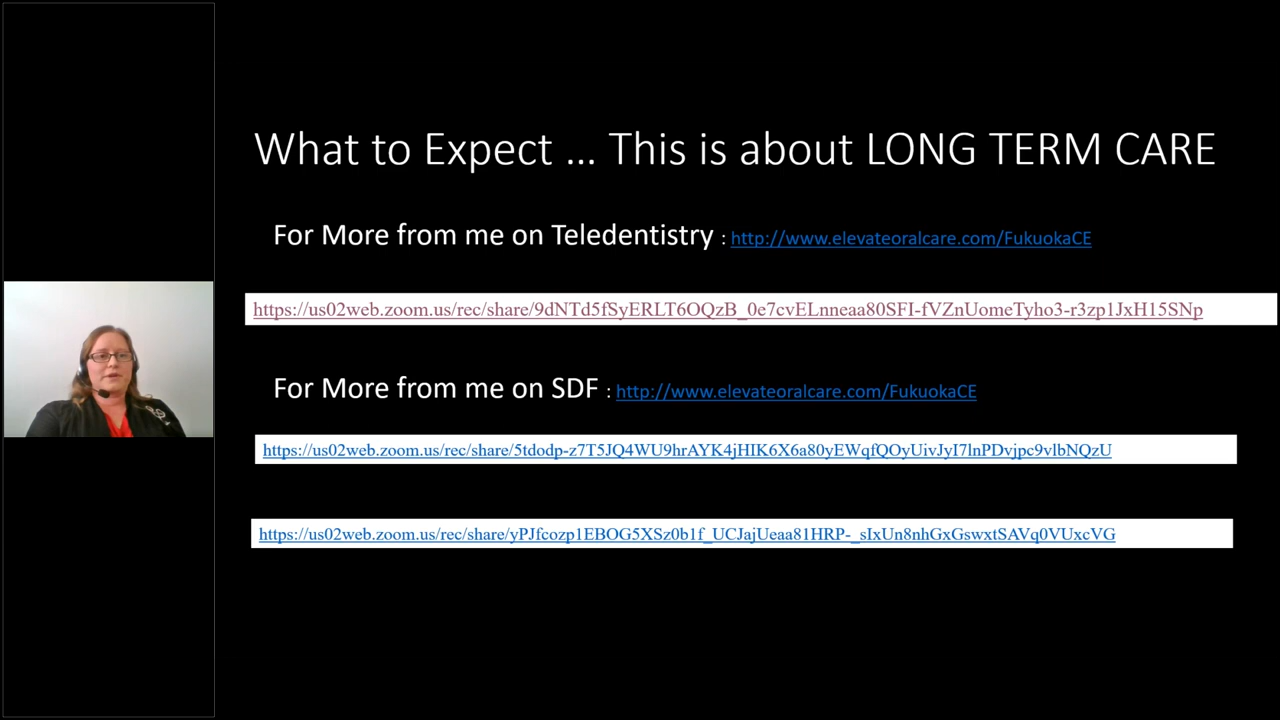 What to Expect … This is about LONG TERM CARE
For More from me on Teledentistry : http://www.elevateoralcare.com/FukuokaCE
https://us02web.zoom.us/rec/share/9dNTd5fSyERLT6OQzB_0e7cvELnneaa80SFI-fVZnUomeTyho3-r3zp1JxH15SNp
For More from me on SDF : http://www.elevateoralcare.com/FukuokaCE
https://us02web.zoom.us/rec/share/5tdodp-z7T5JQ4WU9hrAYK4jHIK6X6a80yEWqfQOyUivJyI7lnPDvjpc9vlbNQzU
https://us02web.zoom.us/rec/share/yPJfcozp1EBOG5XSz0b1f_UCJajUeaa81HRP-_sIxUn8nhGxGswxtSAVq0VUxcVG